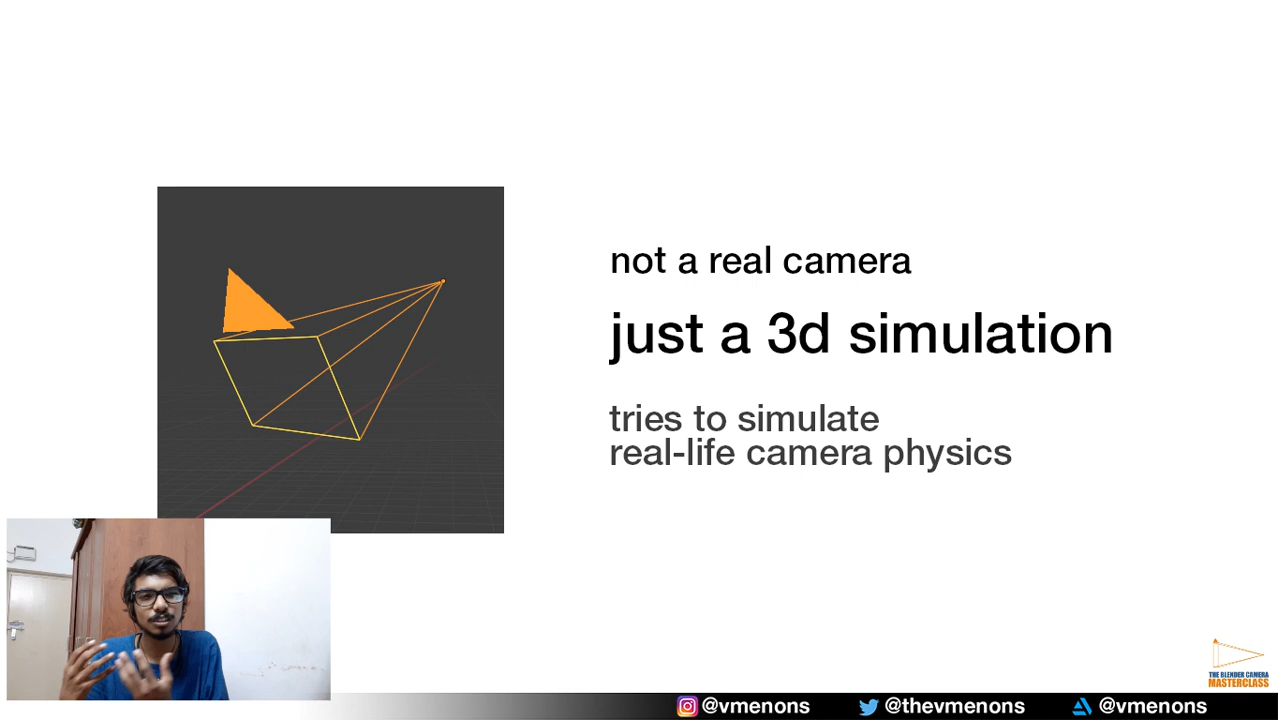 not a real camera
just a 3d simulation
tries to simulate
real-life camera physics
THE BLENDER CAMERA
MASTERCLASS
@vmenons @thevmenons @vmenons